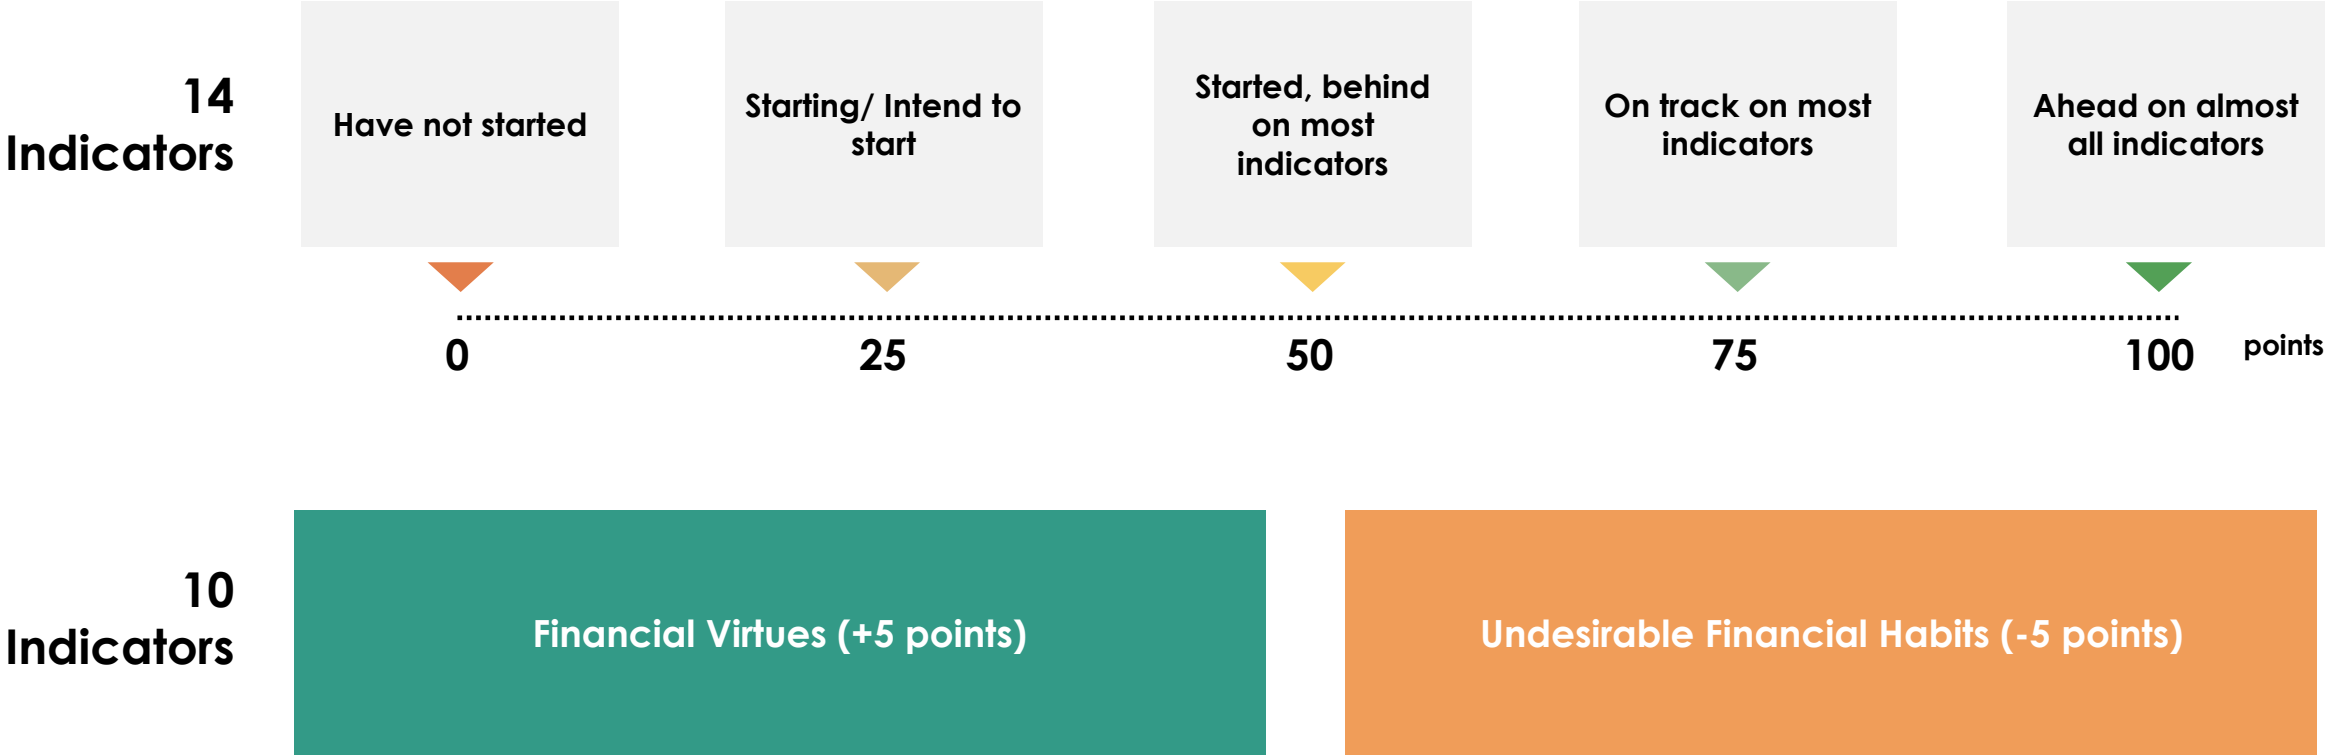 14
Indicators
Have not started
Starting/ Intend to
start
Started, behind
on most
indicators
On track on most
indicators
Ahead on almost
all indicators
0
25
50
75
100
points
10
Indicators
Financial Virtues (+5 points)
Undesirable Financial Habits (-5 points)